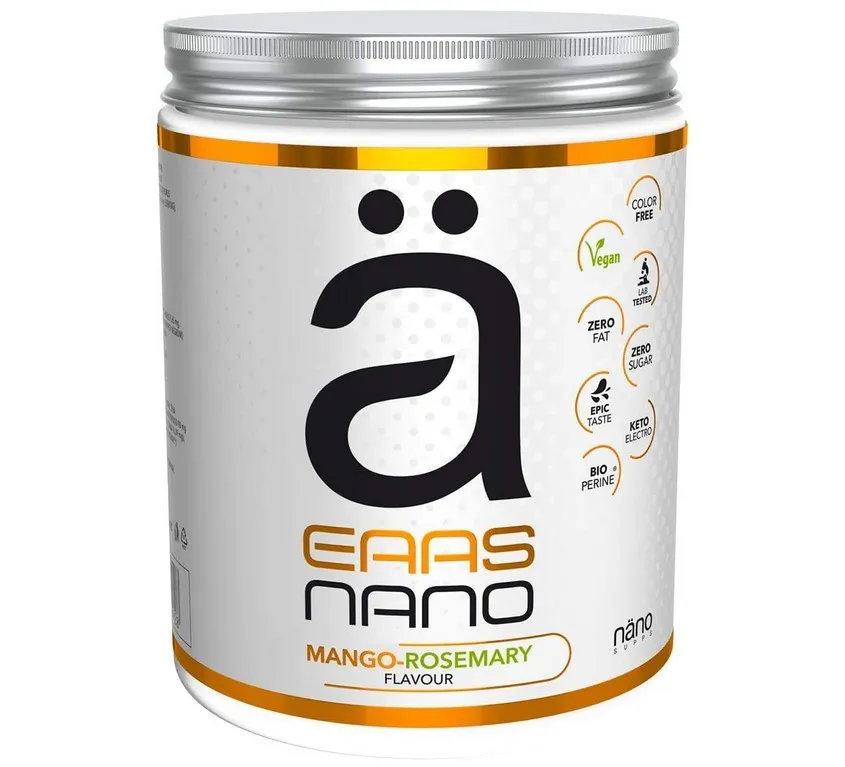 ä
EAAS
NANO
MANGO-ROSEMARY
FLAVOUR
COLOR
FREE
Vegan
LAB
TESTED
ZERO
FAT
ZERO
SUGAR
EPIC
TASTE
KETO
ELECTRO
BIO
PERINE
näno
SUPPS